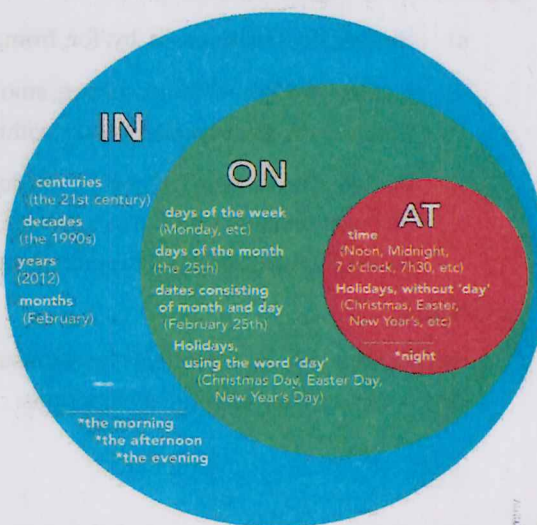 IN
centuries
(the 21st century)
decades
(the 1990s)
years
(2012)
months
(February)
*the morning
*the afternoon
*the evening
ON
days of the week
(Monday, etc)
days of the month
(the 25th)
dates consisting
of month and day
(February 25th)
Holidays,
using the word 'day'
(Christmas Day, Easter Day,
New Year's Day)
AT
time
(Noon, Midnight,
7 o'clock, 7h30, etc)
Holidays, without 'day'
(Christmas, Easter,
New Year's, etc)
*night